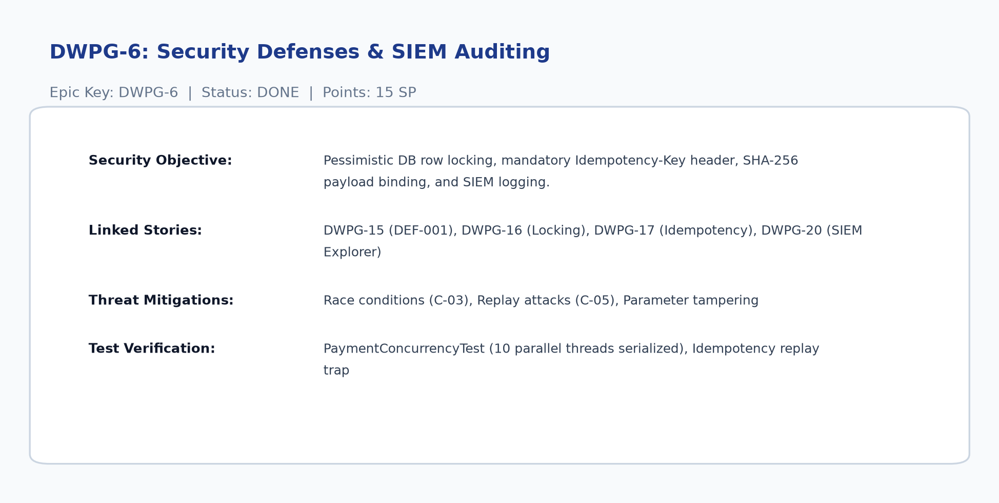 DWPG-6: Security Defenses & SIEM Auditing
Epic Key: DWPG-6 | Status: DONE | Points: 15 SP
Security Objective: Pessimistic DB row locking, mandatory Idempotency-Key header, SHA-256
payload binding, and SIEM logging.
Linked Stories: DWPG-15 (DEF-001), DWPG-16 (Locking), DWPG-17 (Idempotency), DWPG-20 (SIEM
Explorer)
Threat Mitigations: Race conditions (C-03), Replay attacks (C-05), Parameter tampering
Test Verification: PaymentConcurrencyTest (10 parallel threads serialized), Idempotency replay
trap